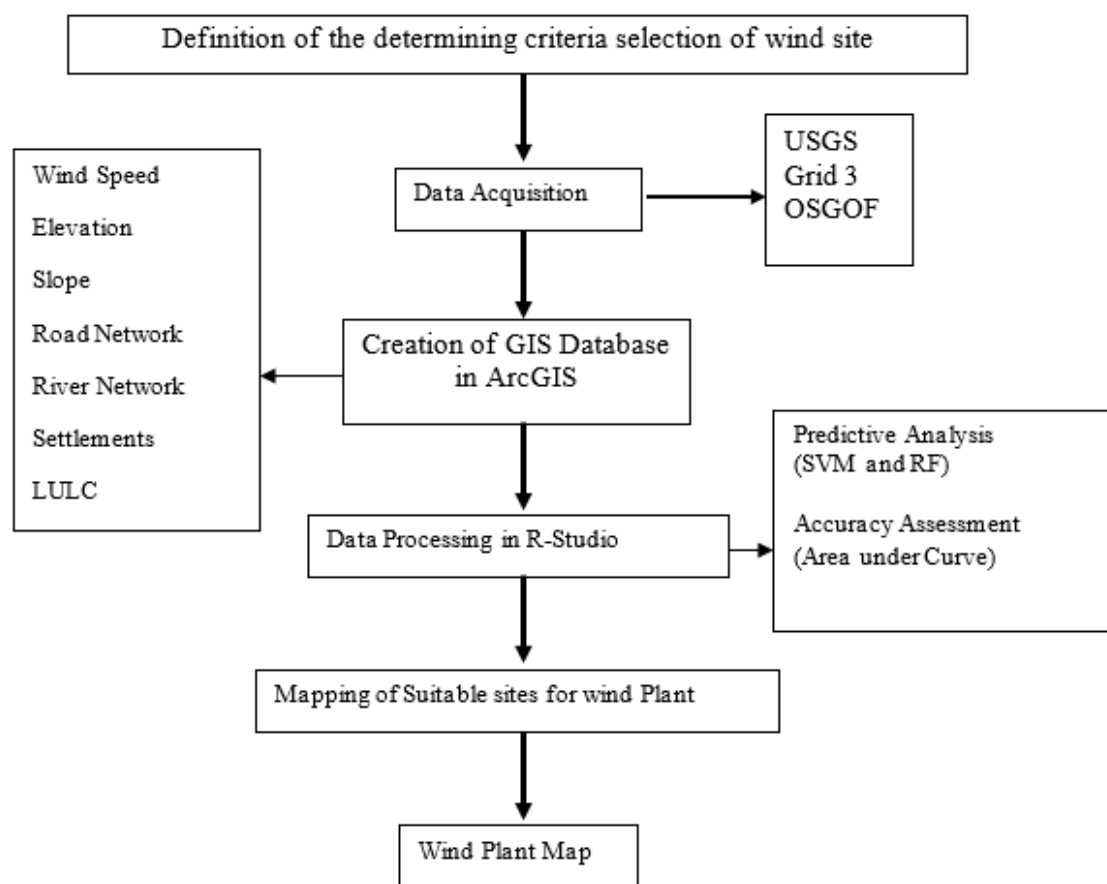 Definition of the determining criteria selection of wind site
USGS
Grid 3
OSGOF
Data Acquisition
Wind Speed
Elevation
Slope
Road Network
River Network
Settlements
LULC
Creation of GIS Database
in ArcGIS
Predictive Analysis
(SVM and RF)
Accuracy Assessment
(Area under Curve)
Data Processing in R-Studio
Mapping of Suitable sites for wind Plant
Wind Plant Map